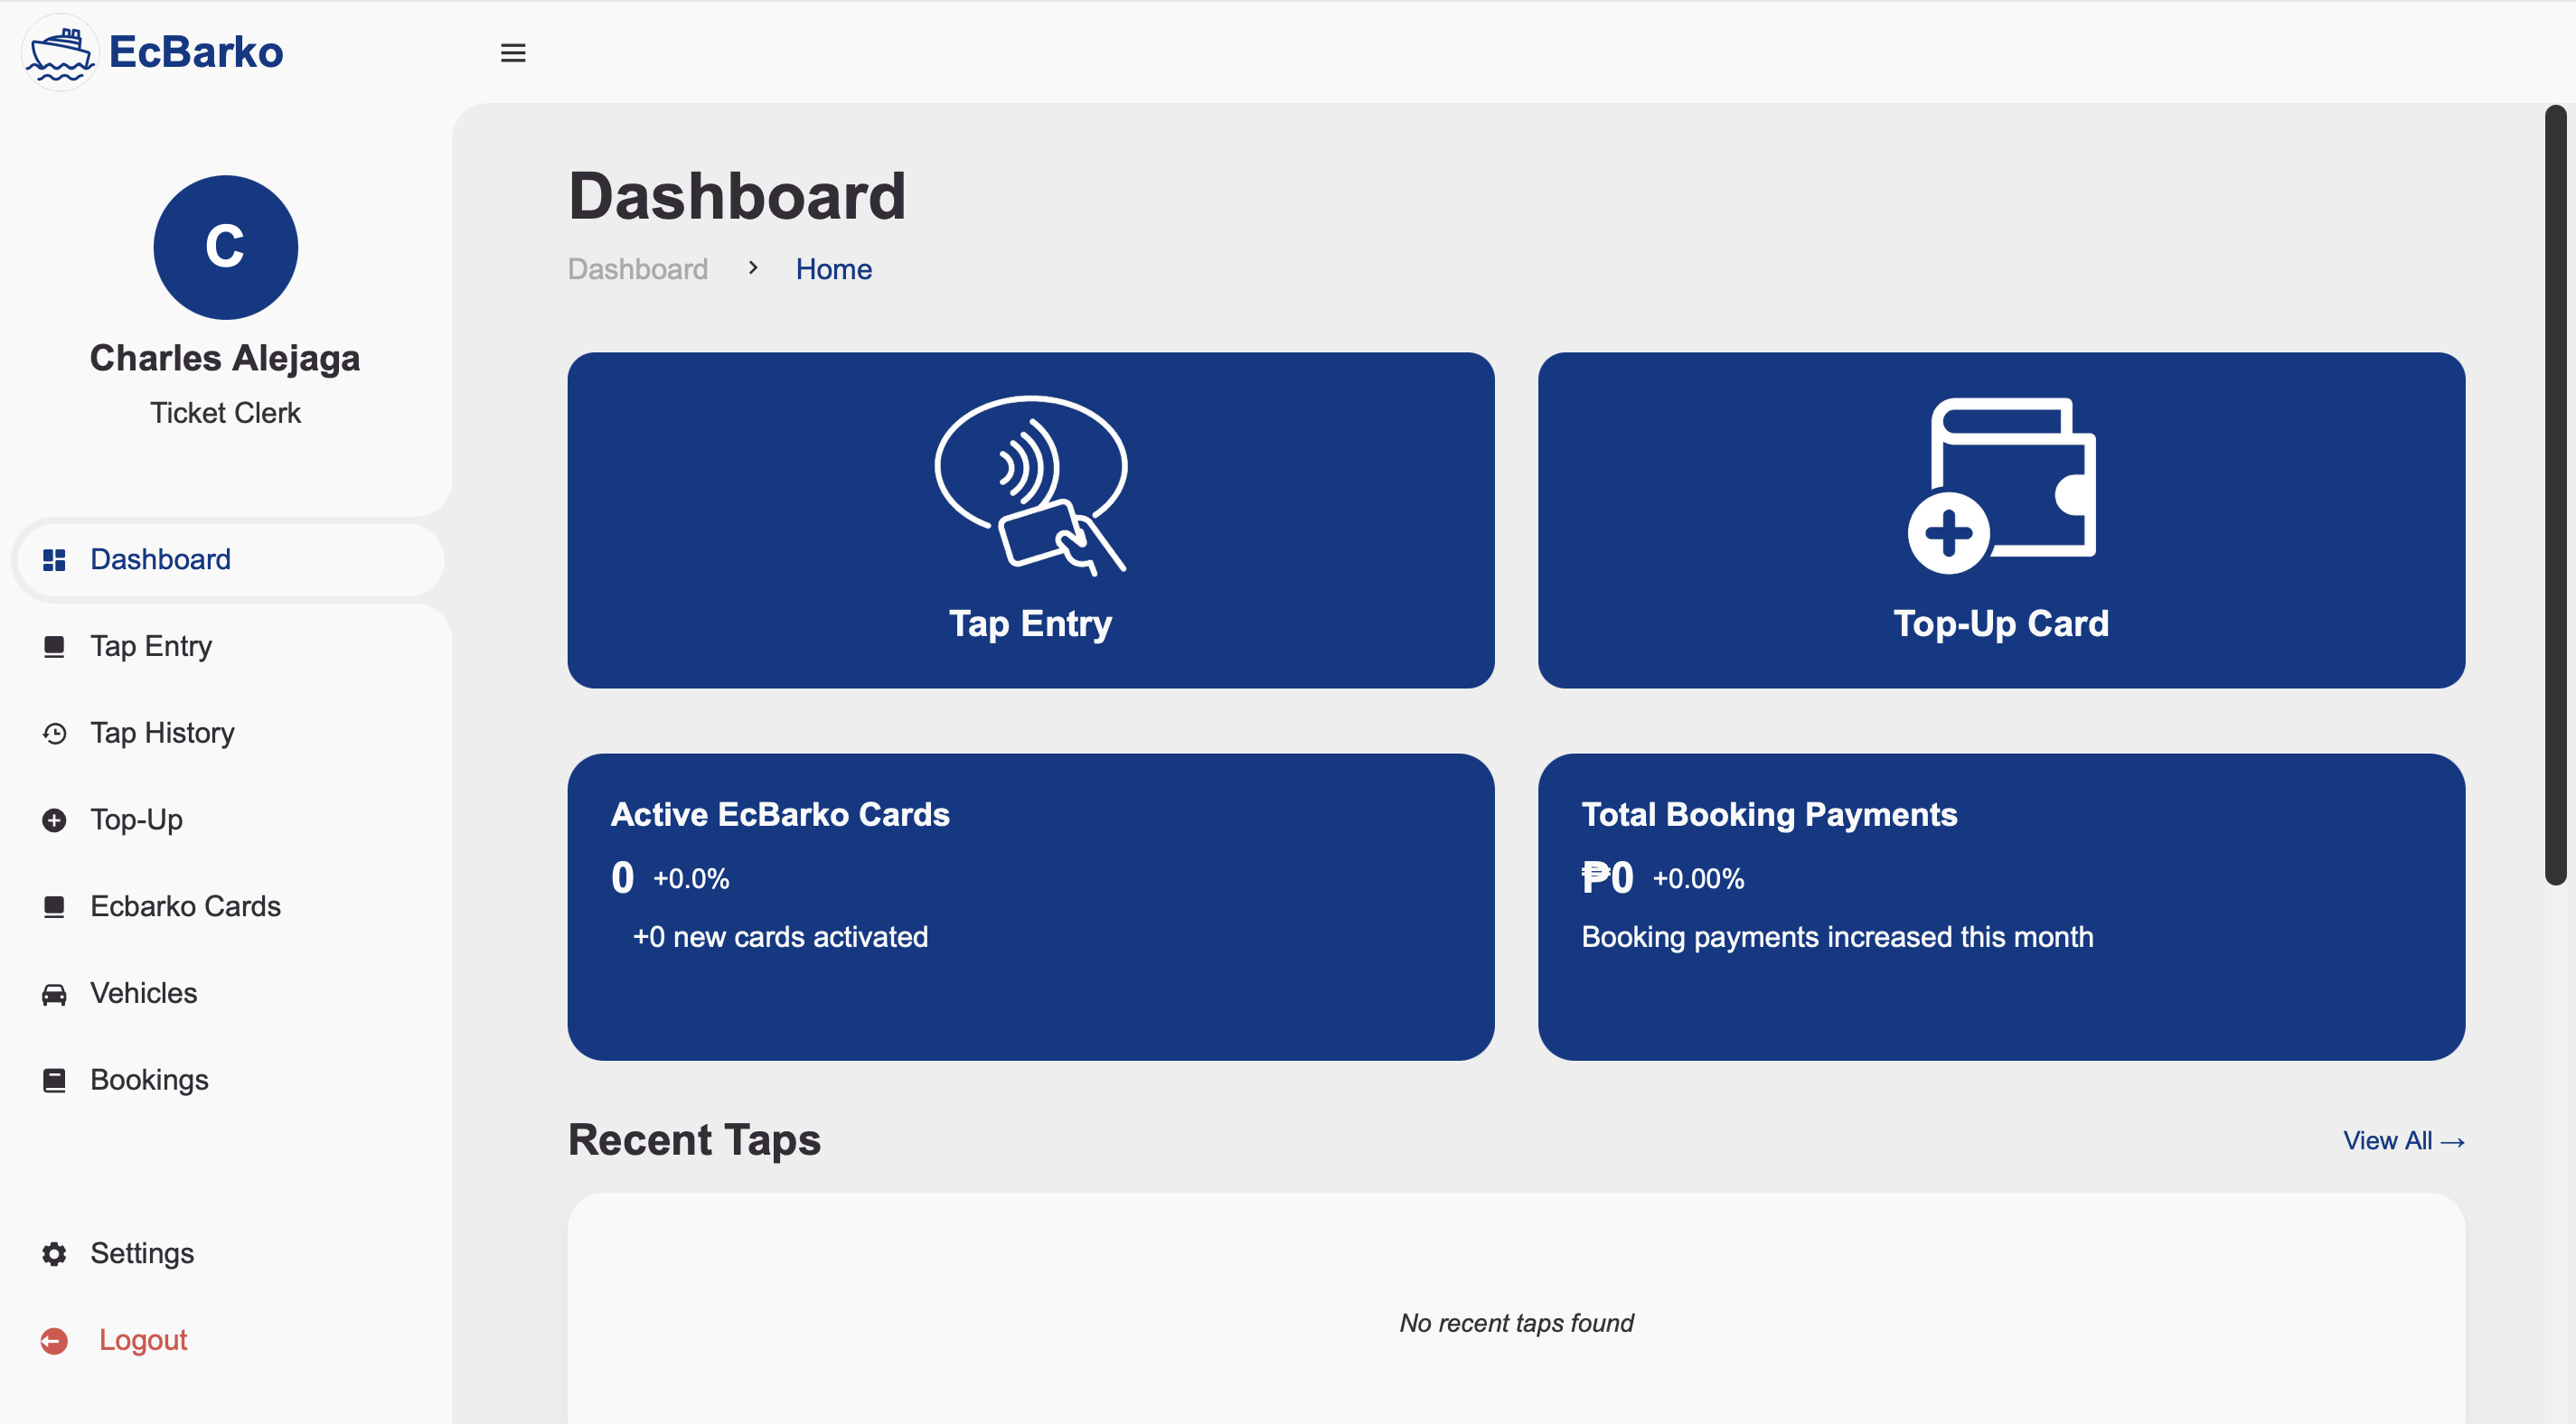 EcBarko
C
Charles Alejaga
Ticket Clerk
Dashboard
Tap Entry
Tap History
Top-Up
Ecbarko Cards
Vehicles
Bookings
Settings
Logout
Dashboard
Dashboard > Home
Tap Entry
Top-Up Card
Active EcBarko Cards
0 +0.0%
+0 new cards activated
Total Booking Payments
₱0 +0.00%
Booking payments increased this month
Recent Taps
View All →
No recent taps found